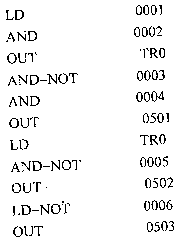 LD 0001
AND 0002
OUT TR0
AND-NOT 0003
AND 0004
OUT 0501
LD TR0
AND-NOT 0005
OUT 0502
LD-NOT 0006
OUT 0503